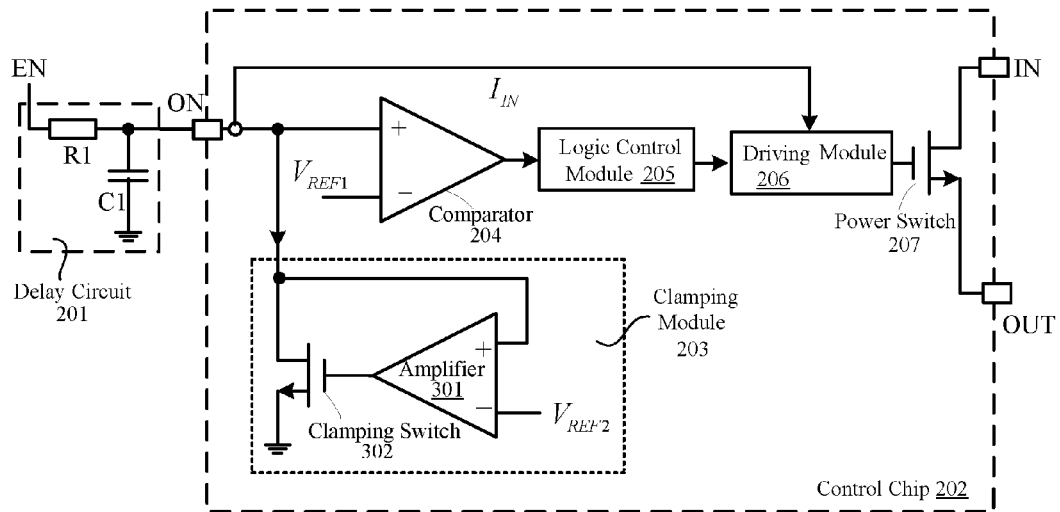 EN
ON
R1
C1
Delay Circuit
201
I_IN
V_REF1
+
−
Comparator
204
Logic Control
Module 205
Driving Module
206
Power Switch
207
IN
OUT
Clamping
Module
203
Amplifier
301
+
−
V_REF2
Clamping Switch
302
Control Chip 202